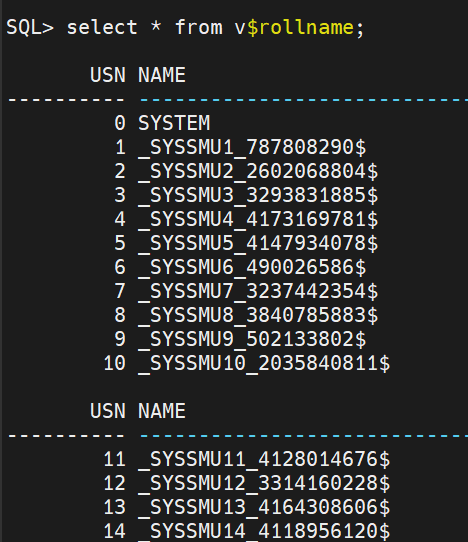 SQL> select * from v$rollname;
USN NAME
---------- ----------------------------
0 SYSTEM
1 _SYSSMU1_787808290$
2 _SYSSMU2_2602068804$
3 _SYSSMU3_3293831885$
4 _SYSSMU4_4173169781$
5 _SYSSMU5_4147934078$
6 _SYSSMU6_490026586$
7 _SYSSMU7_3237442354$
8 _SYSSMU8_3840785883$
9 _SYSSMU9_502133802$
10 _SYSSMU10_2035840811$
USN NAME
---------- ----------------------------
11 _SYSSMU11_4128014676$
12 _SYSSMU12_3314160228$
13 _SYSSMU13_4164308606$
14 _SYSSMU14_4118956120$